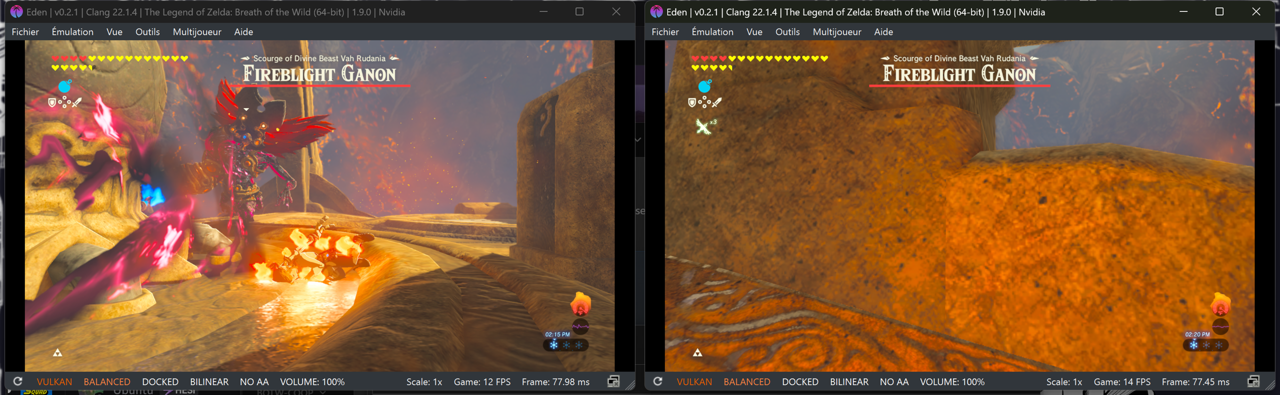 Eden | v0.2.1 | Clang 22.1.4 | The Legend of Zelda: Breath of the Wild (64-bit) | 1.9.0 | Nvidia
Fichier Émulation Vue Outils Multijoueur Aide
Scourge of Divine Beast Vah Rudania
FIREBLIGHT GANON
02:15 PM
VULKAN BALANCED DOCKED BILINEAR NO AA VOLUME: 100% Scale: 1x Game: 12 FPS Frame: 77.98 ms
Eden | v0.2.1 | Clang 22.1.4 | The Legend of Zelda: Breath of the Wild (64-bit) | 1.9.0 | Nvidia
Fichier Émulation Vue Outils Multijoueur Aide
Scourge of Divine Beast Vah Rudania
FIREBLIGHT GANON
×3
02:20 PM
VULKAN BALANCED DOCKED BILINEAR NO AA VOLUME: 100% Scale: 1x Game: 14 FPS Frame: 77.45 ms